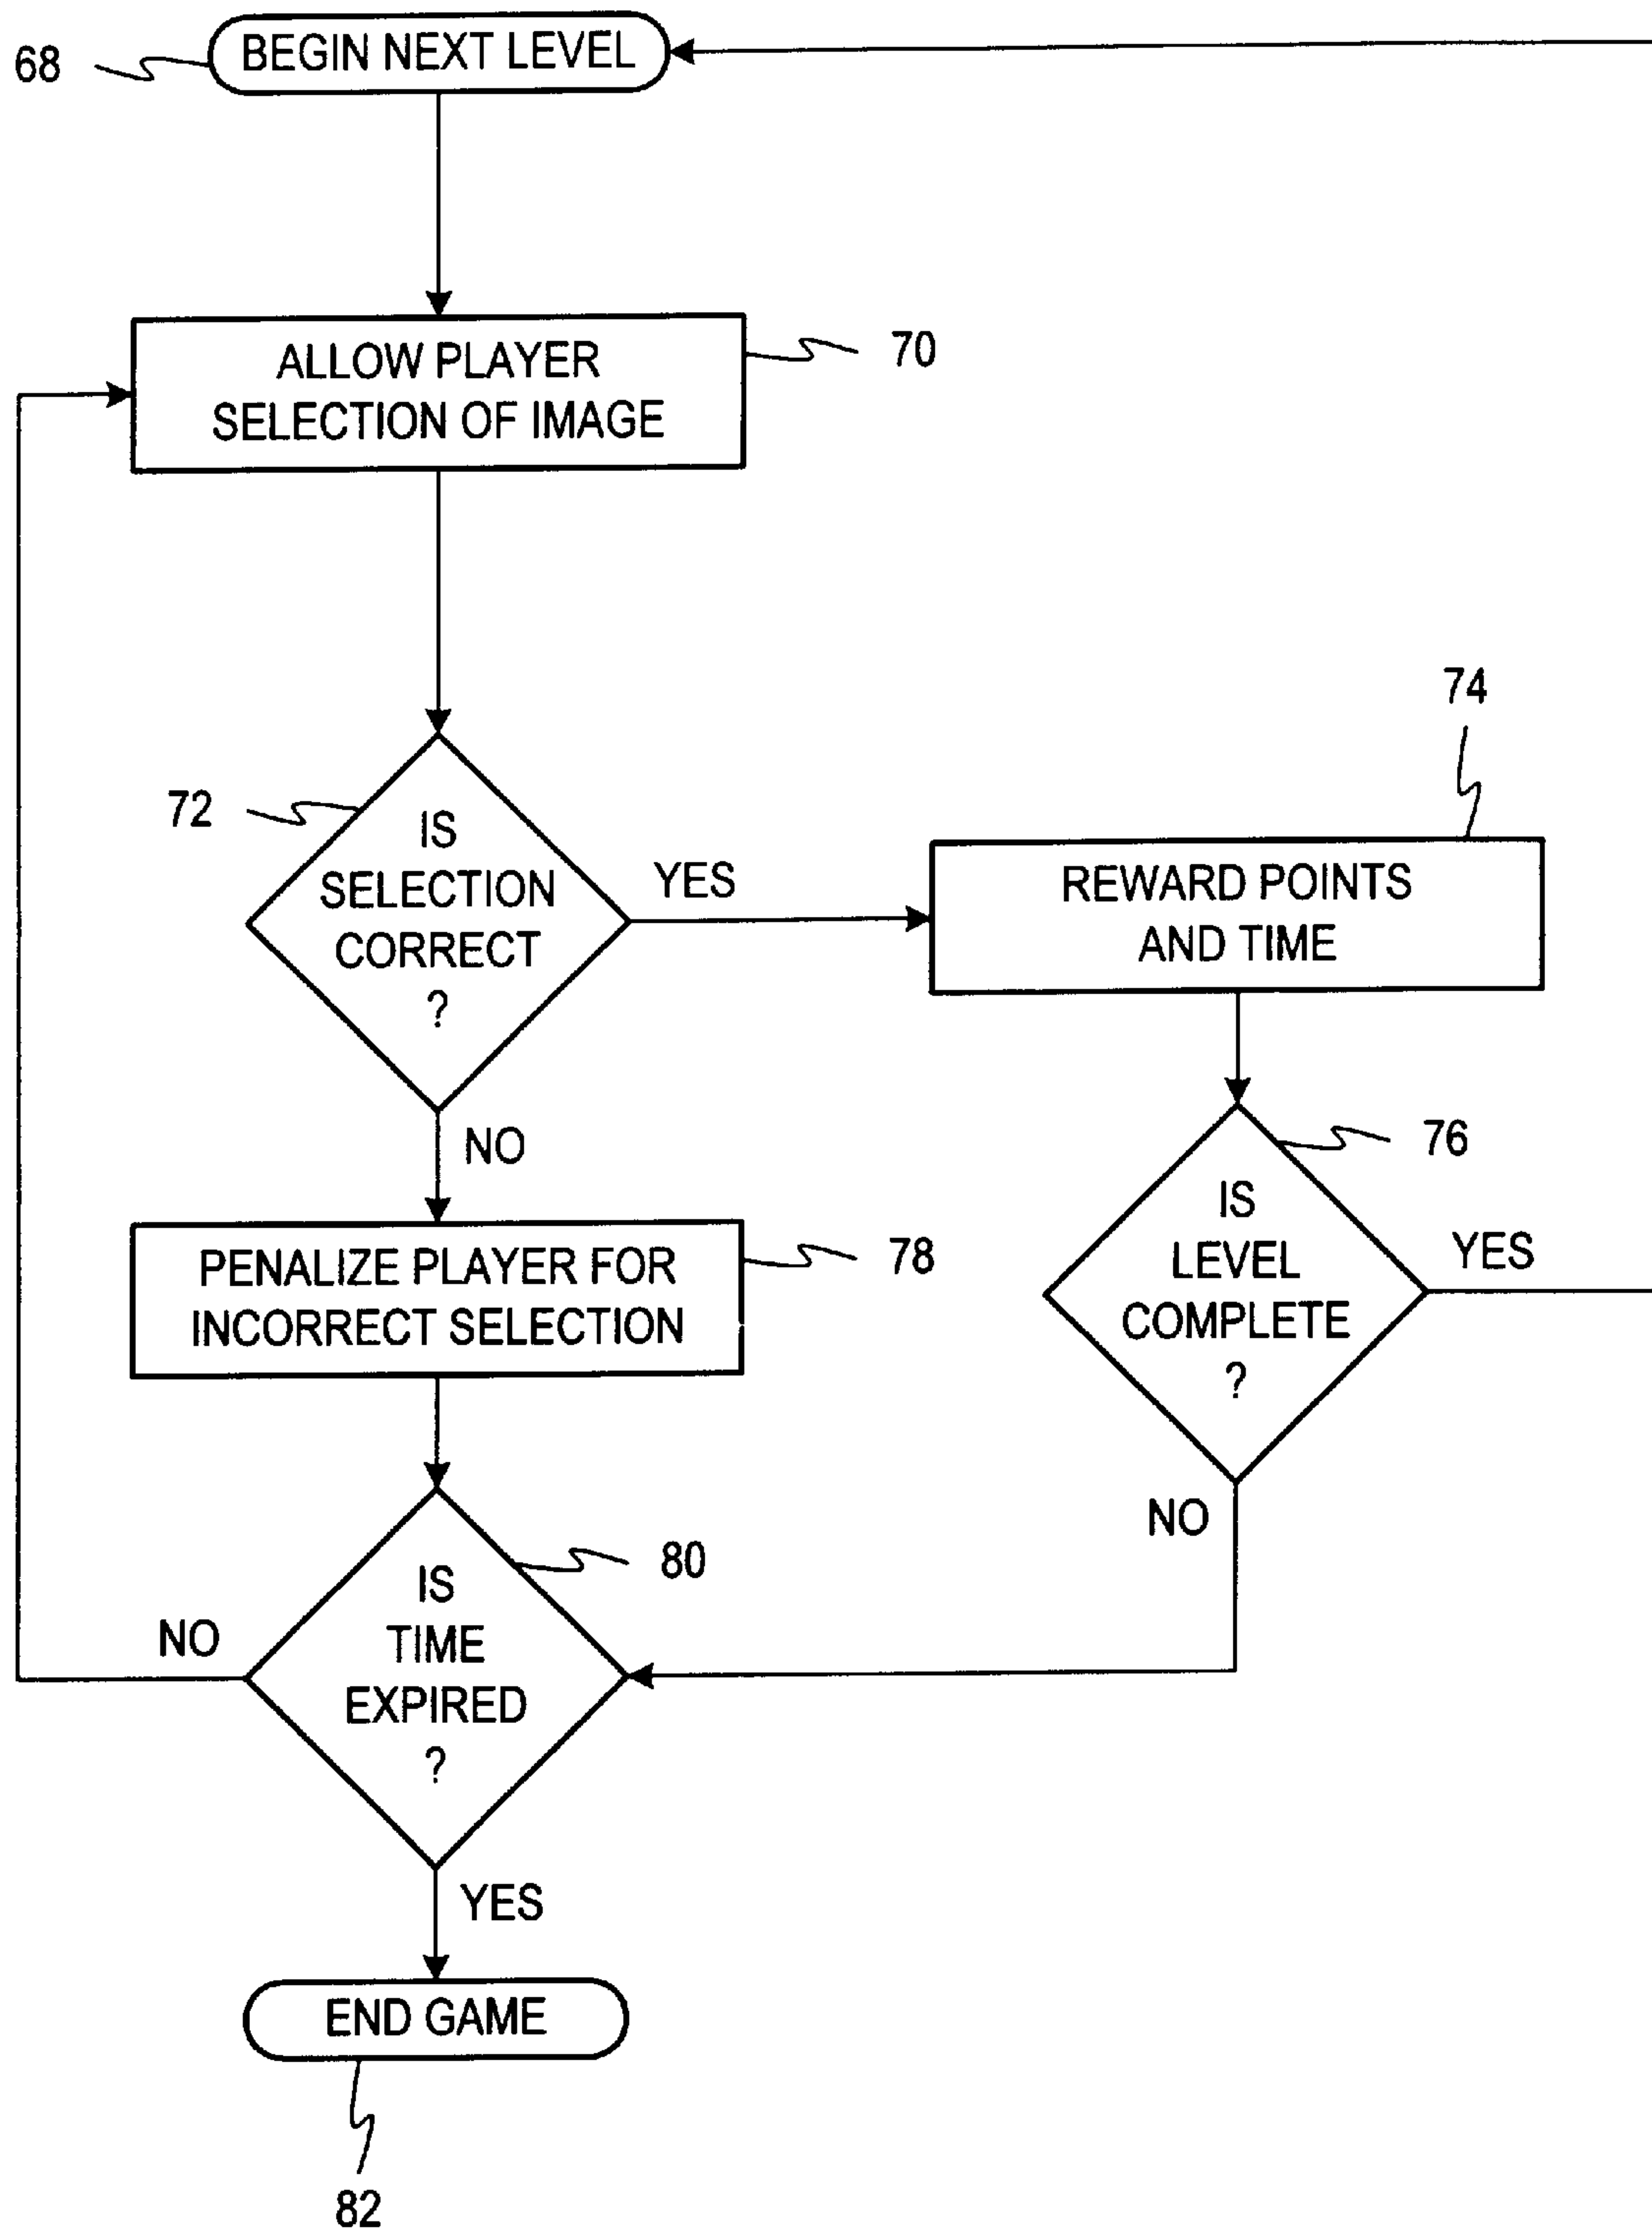 68
BEGIN NEXT LEVEL
ALLOW PLAYER
SELECTION OF IMAGE
70
72
IS
SELECTION
CORRECT
?
YES
NO
74
REWARD POINTS
AND TIME
76
IS
LEVEL
COMPLETE
?
YES
NO
PENALIZE PLAYER FOR
INCORRECT SELECTION
78
80
IS
TIME
EXPIRED
?
NO
YES
END GAME
82